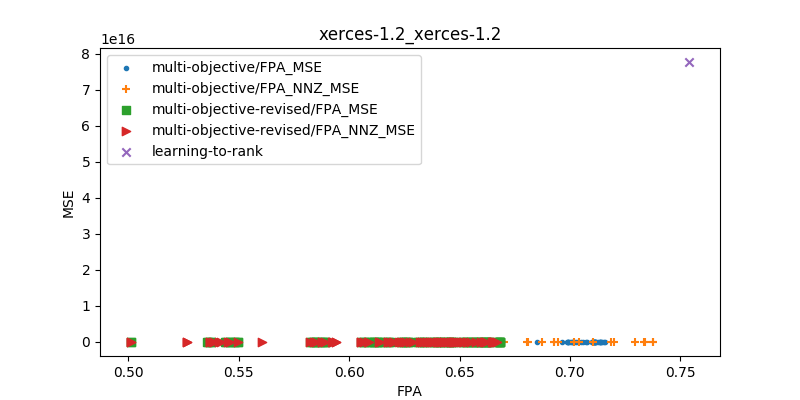 xerces-1.2_xerces-1.2
1e16
8
7
6
5
4
3
2
1
0
MSE
multi-objective/FPA_MSE
multi-objective/FPA_NNZ_MSE
multi-objective-revised/FPA_MSE
multi-objective-revised/FPA_NNZ_MSE
learning-to-rank
0.50 0.55 0.60 0.65 0.70 0.75
FPA